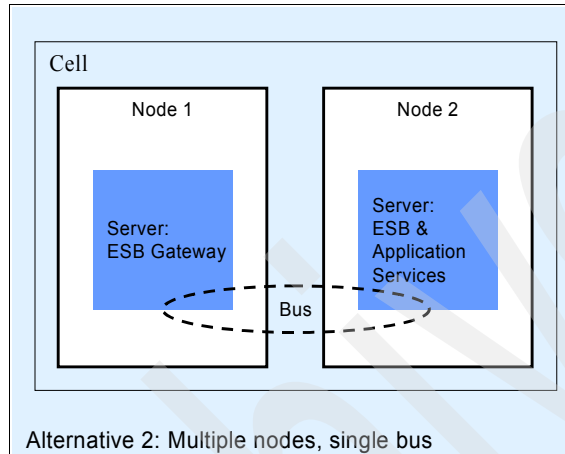 Cell
Node 1
Node 2
Server:
ESB Gateway
Server:
ESB &
Application
Services
Bus
Alternative 2: Multiple nodes, single bus